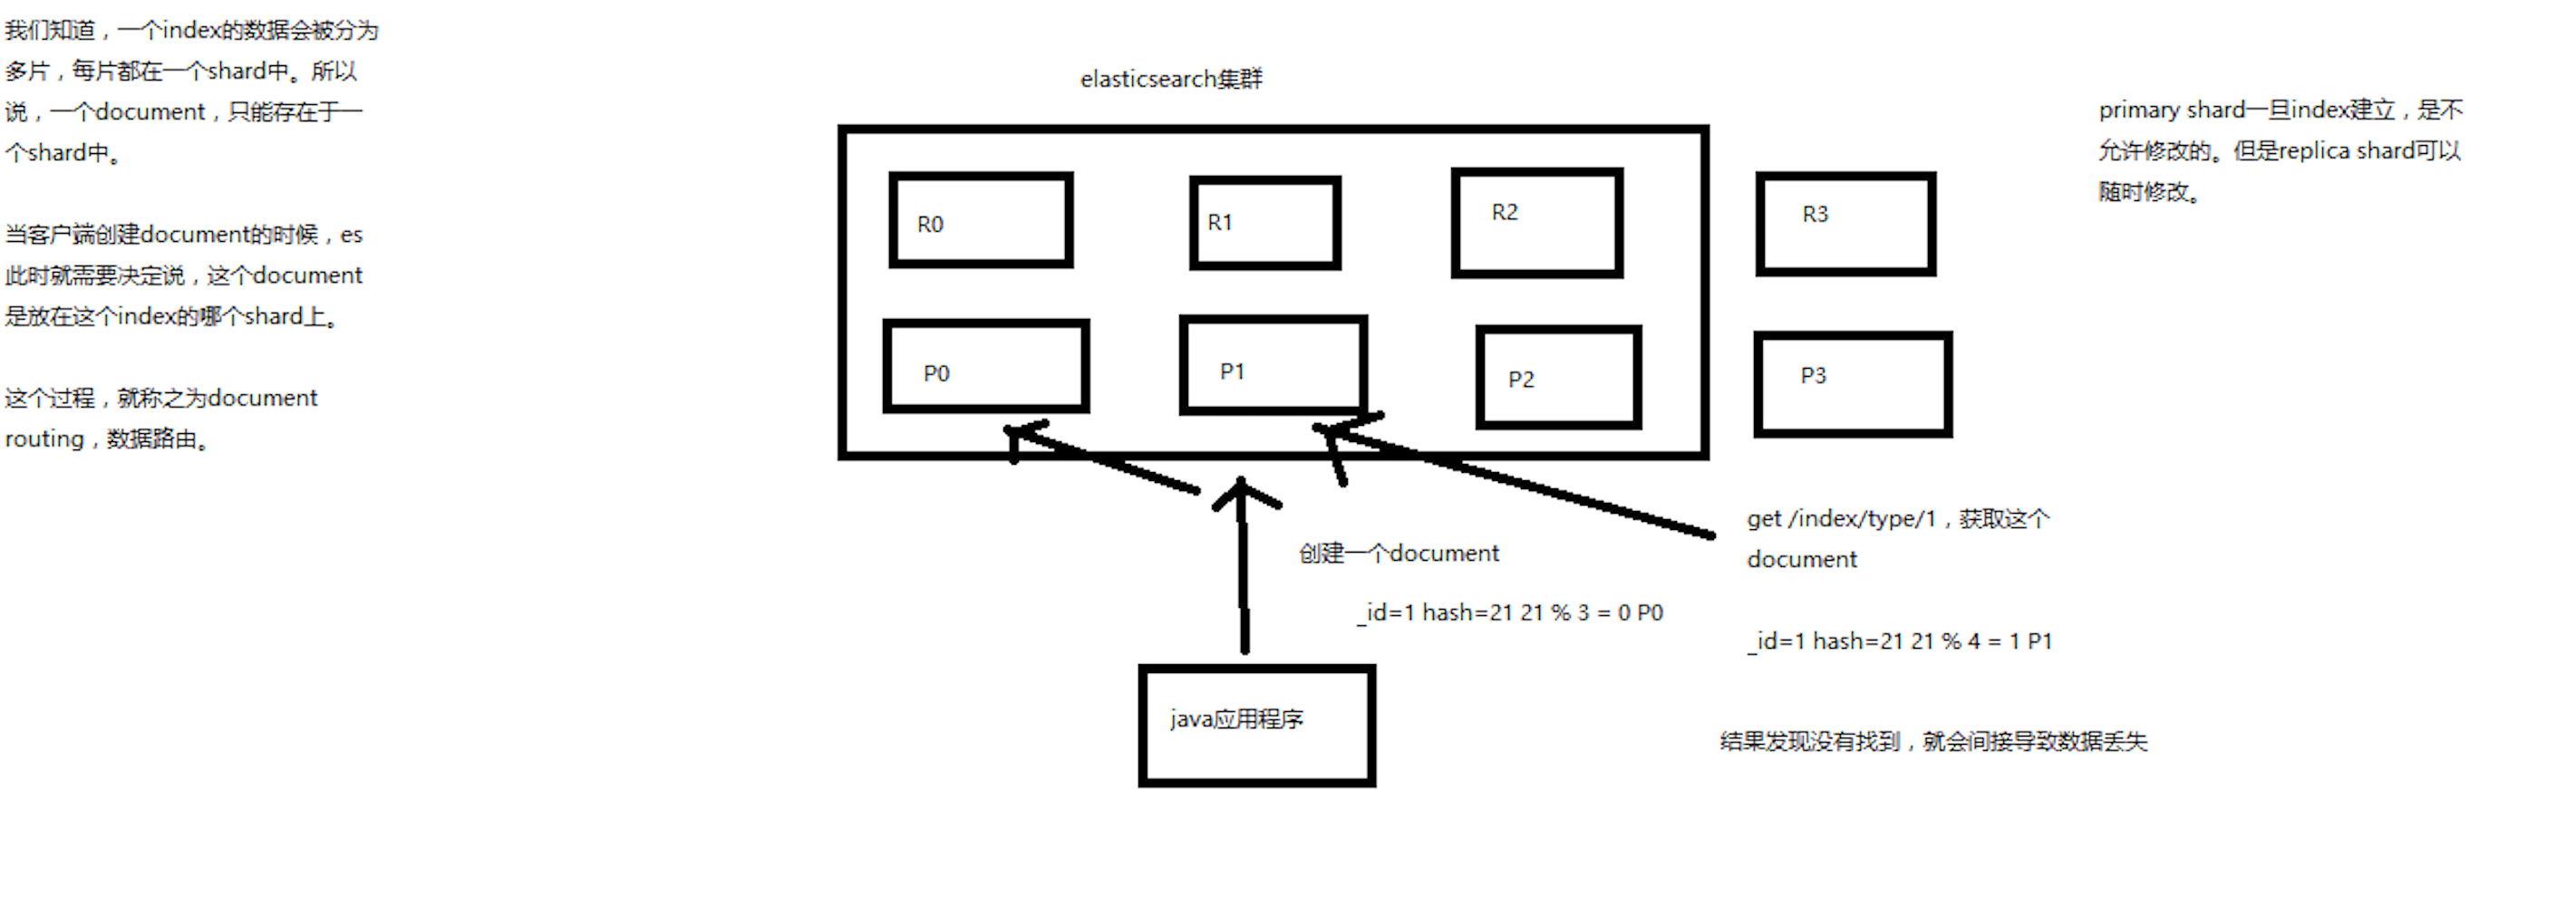 我们知道，一个index的数据会被分为
多片，每片都在一个shard中。所以
说，一个document，只能存在于一
个shard中。
当客户端创建document的时候，es
此时就需要决定说，这个document
是放在这个index的哪个shard上。
这个过程，就称之为document
routing，数据路由。
elasticsearch集群
R0
R1
R2
R3
P0
P1
P2
P3
primary shard一旦index建立，是不
允许修改的。但是replica shard可以
随时修改。
创建一个document
_id=1 hash=21 21 % 3 = 0 P0
java应用程序
get /index/type/1，获取这个
document
_id=1 hash=21 21 % 4 = 1 P1
结果发现没有找到，就会间接导致数据丢失